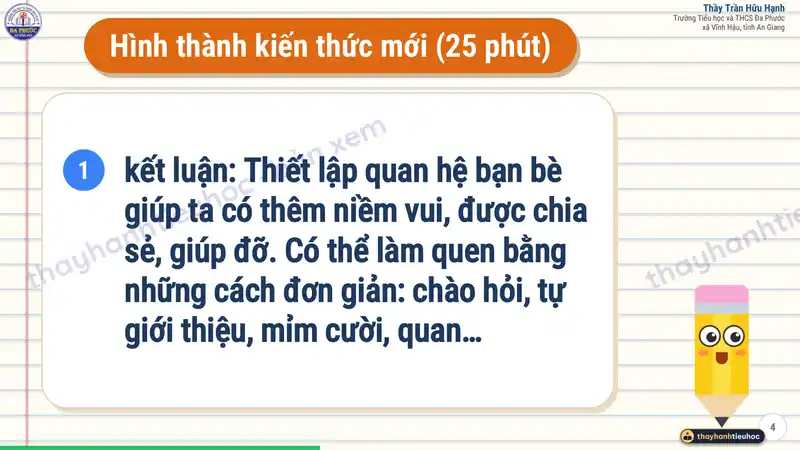 Thầy Trần Hữu Hạnh
Trường Tiểu học và THCS Đa Phước
xã Vĩnh Hậu, tỉnh An Giang
ĐA PHƯỚC
Hình thành kiến thức mới (25 phút)
1
kết luận: Thiết lập quan hệ bạn bè
giúp ta có thêm niềm vui, được chia
sẻ, giúp đỡ. Có thể làm quen bằng
những cách đơn giản: chào hỏi, tự
giới thiệu, mỉm cười, quan…
thayhanhtieuhoc
4